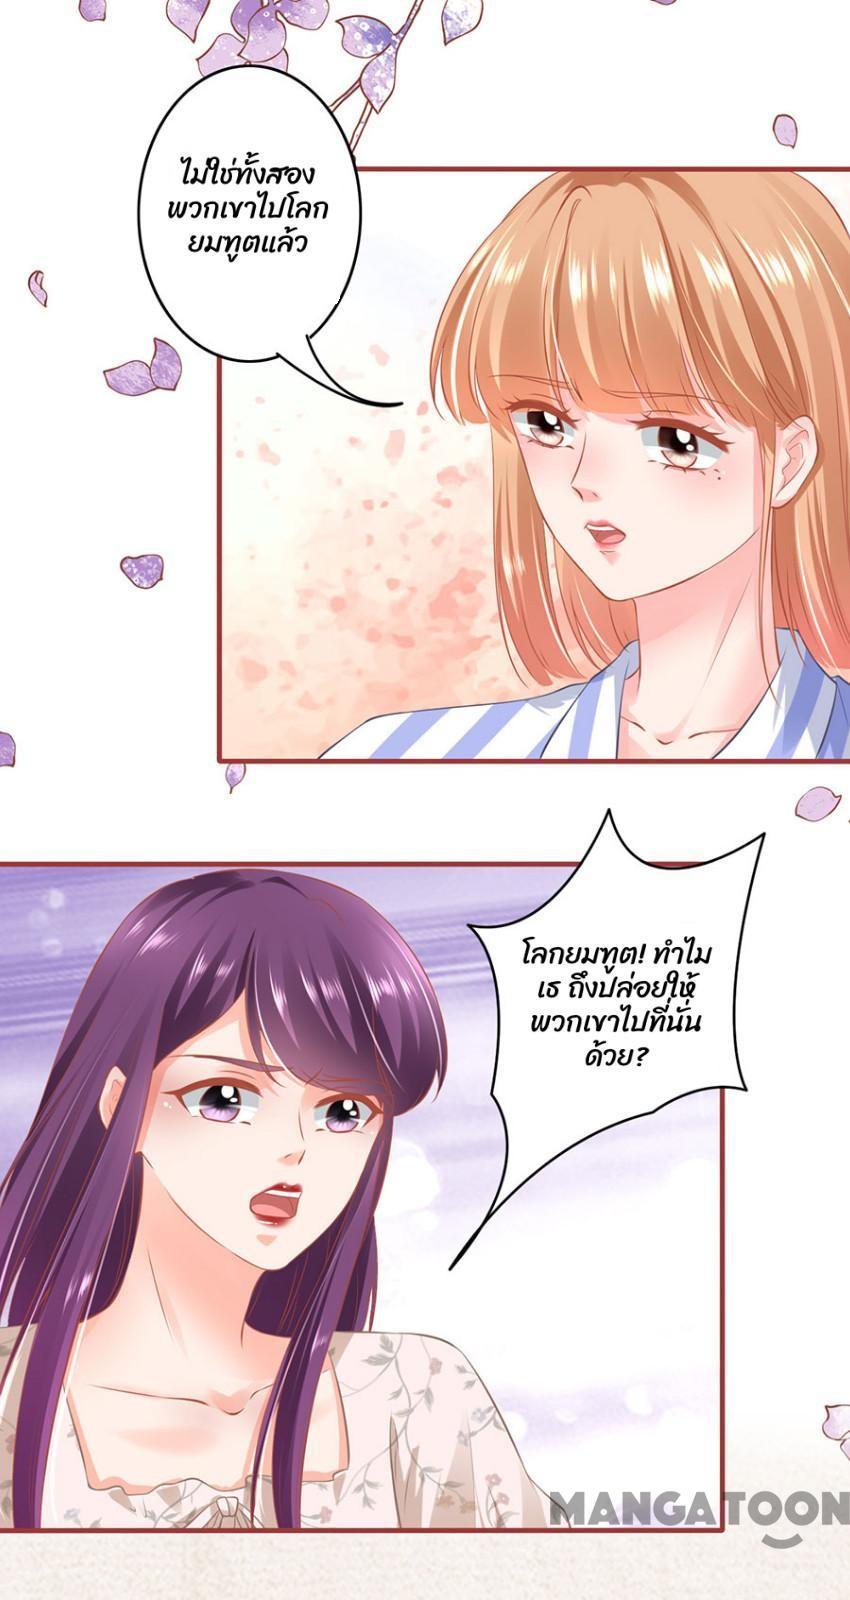 ไม่ใช่ทั้งสอง
พวกเขาไปโลก
ยมฑูตแล้ว
โลกยมฑูต! ทำไม
เธ ถึงปล่อยให้
พวกเขาไปที่นั่น
ด้วย?
MANGATOON